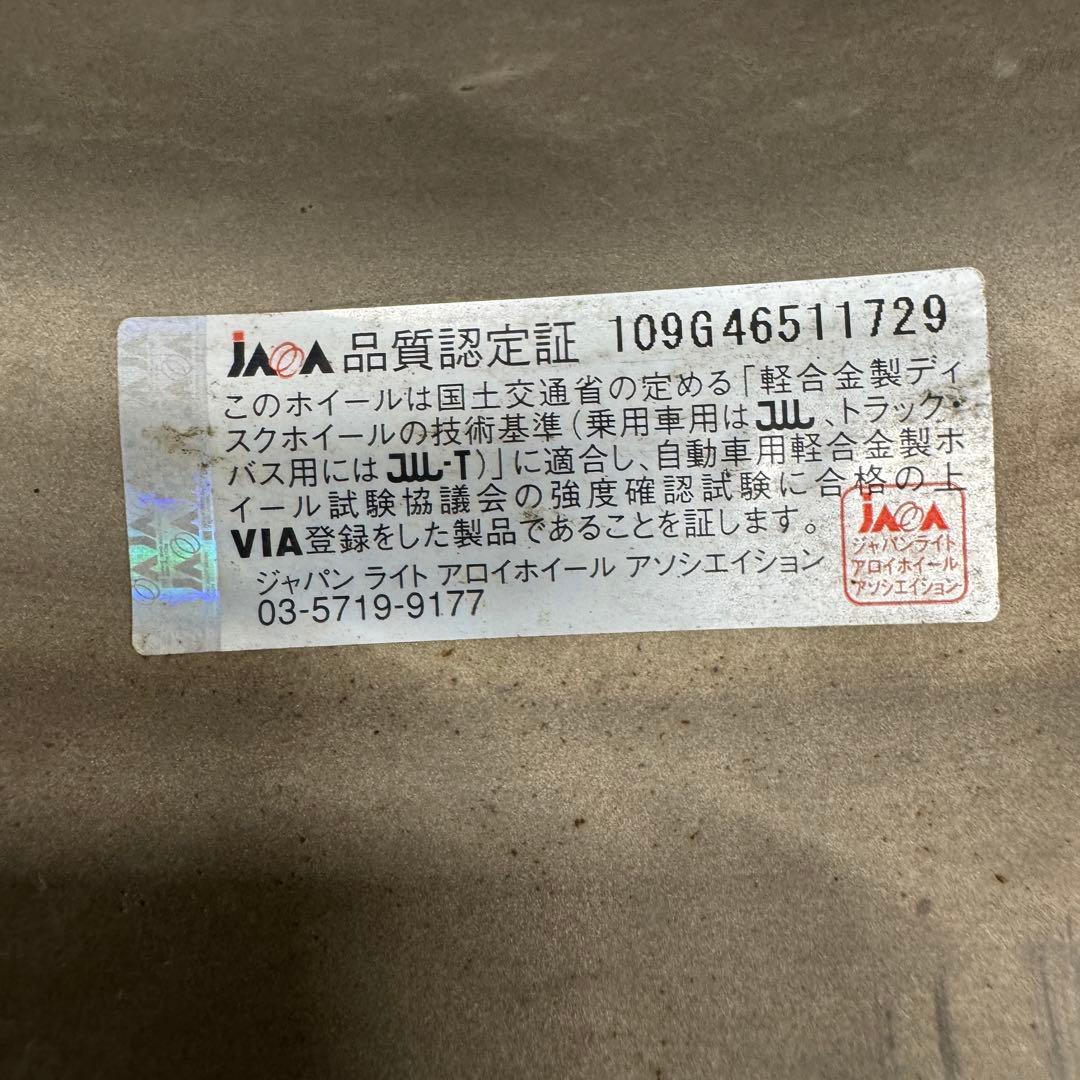 JAWA 品質認定証 109G46511729
このホイールは国土交通省の定める「軽合金製ディ
スクホイールの技術基準(乗用車用はJWL、トラック・
バス用にはJWL-T)」に適合し、自動車用軽合金製ホ
イール試験協議会の強度確認試験に合格の上
VIA登録をした製品であることを証します。
ジャパン ライト アロイホイール アソシエイション
03-5719-9177
JAWA
ジャパンライト
アロイホイール
アソシエイション